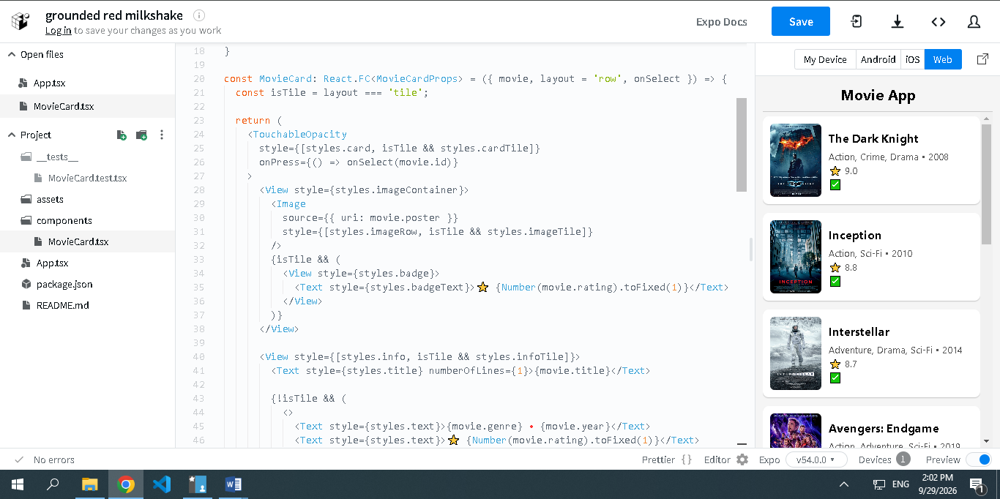 grounded red milkshake
Log in to save your changes as you work
Expo Docs
Save
Open files
App.tsx
MovieCard.tsx
Project
__tests__
MovieCard.test.tsx
assets
components
MovieCard.tsx
App.tsx
package.json
README.md
18 }
19
20 const MovieCard: React.FC<MovieCardProps> = ({ movie, layout = 'row', onSelect }) => {
21 const isTile = layout === 'tile';
22
23 return (
24 <TouchableOpacity
25 style={[styles.card, isTile && styles.cardTile]}
26 onPress={() => onSelect(movie.id)}
27 >
28 <View style={styles.imageContainer}>
29 <Image
30 source={{ uri: movie.poster }}
31 style={[styles.imageRow, isTile && styles.imageTile]}
32 />
33 {isTile && (
34 <View style={styles.badge}>
35 <Text style={styles.badgeText}>⭐ {Number(movie.rating).toFixed(1)}</Text>
36 </View>
37 )}
38 </View>
39
40 <View style={[styles.info, isTile && styles.infoTile]}>
41 <Text style={styles.title} numberOfLines={1}>{movie.title}</Text>
42
43 {!isTile && (
44 <>
45 <Text style={styles.text}>{movie.genre} • {movie.year}</Text>
46 <Text style={styles.text}>⭐ {Number(movie.rating).toFixed(1)}</Text>
My Device Android iOS Web
Movie App
The Dark Knight
Action, Crime, Drama • 2008
⭐ 9.0
✅
Inception
Action, Sci-Fi • 2010
⭐ 8.8
✅
INCEPTION
Interstellar
Adventure, Drama, Sci-Fi • 2014
⭐ 8.7
✅
INTERSTELLAR
Avengers: Endgame
Action, Adventure, Sci-Fi • 2019
No errors
Prettier {} Editor Expo v54.0.0 Devices 1 Preview
ENG
2:02 PM
9/29/2026
1